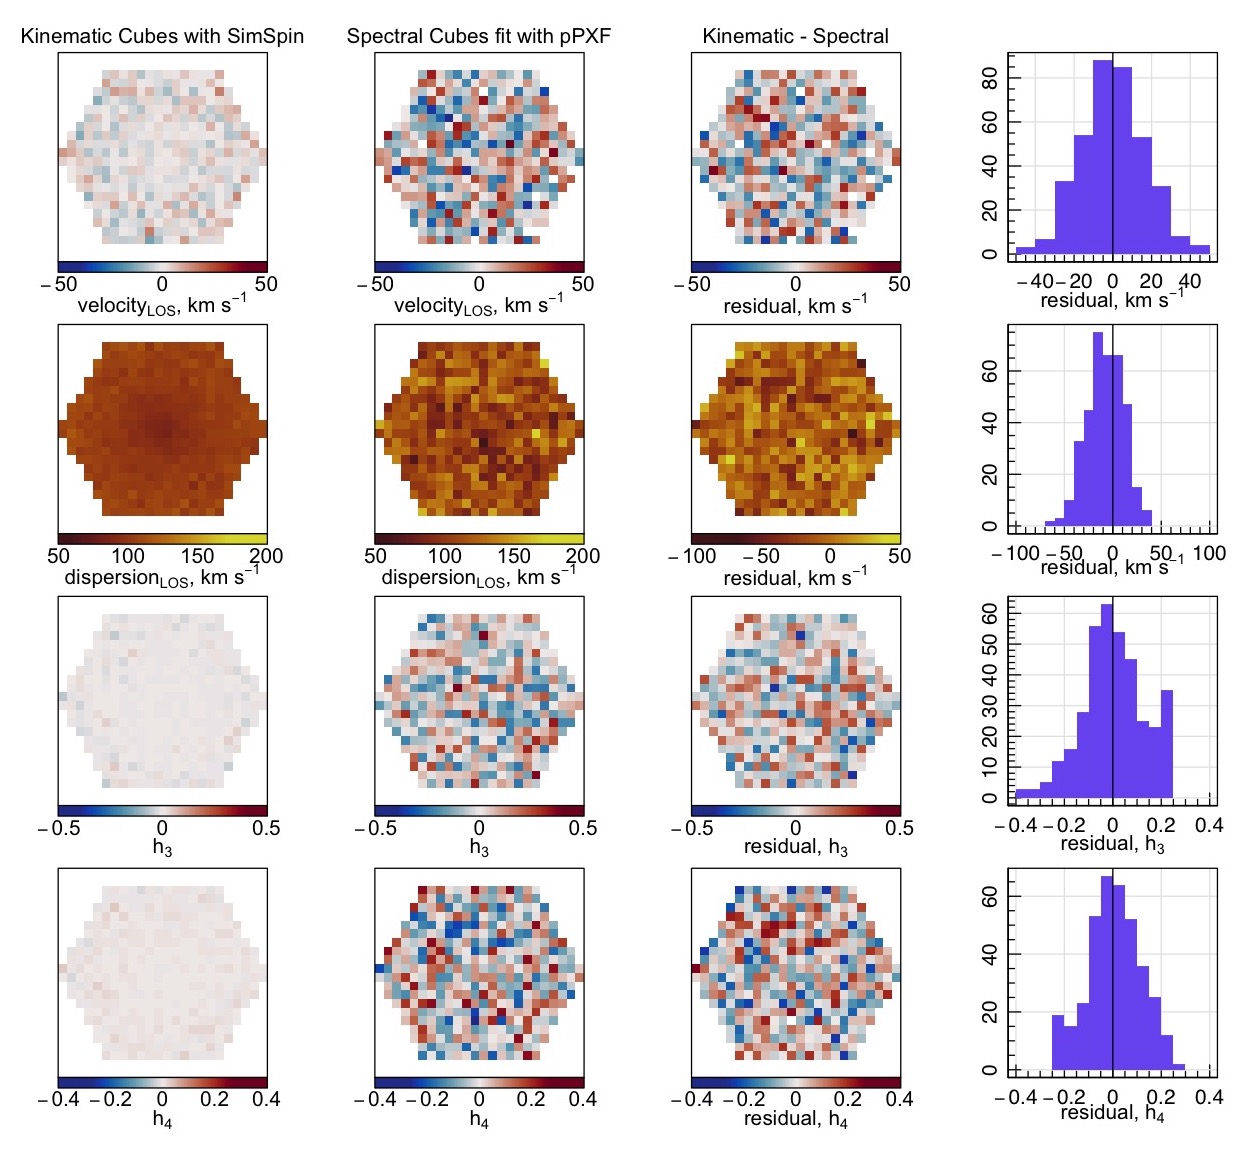 Kinematic Cubes with SimSpin Spectral Cubes fit with pPXF Kinematic - Spectral
80
60
40
20
0
−50 0 50 −50 0 50 −50 0 50 −40 −20 0 20 40
velocityLOS, km s−1 velocityLOS, km s−1 residual, km s−1 residual, km s−1
60
40
20
0
50 100 150 200 50 100 150 200 −100 −50 0 50 −100 −50 0 50 100
dispersionLOS, km s−1 dispersionLOS, km s−1 residual, km s−1 residual, km s−1
60
50
40
30
20
10
0
−0.5 0 0.5 −0.5 0 0.5 −0.5 0 0.5 −0.4 −0.2 0 0.2 0.4
h3 h3 residual, h3 residual, h3
60
40
20
0
−0.4 −0.2 0 0.2 0.4 −0.4 −0.2 0 0.2 0.4 −0.4 −0.2 0 0.2 0.4 −0.4 −0.2 0 0.2 0.4
h4 h4 residual, h4 residual, h4